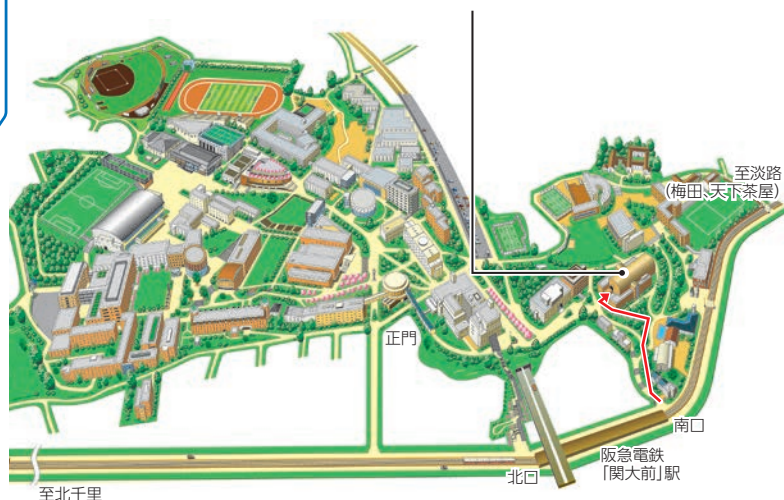 至淡路
(梅田、天下茶屋)
正門
南口
阪急電鉄
「関大前」駅
北口
至北千里